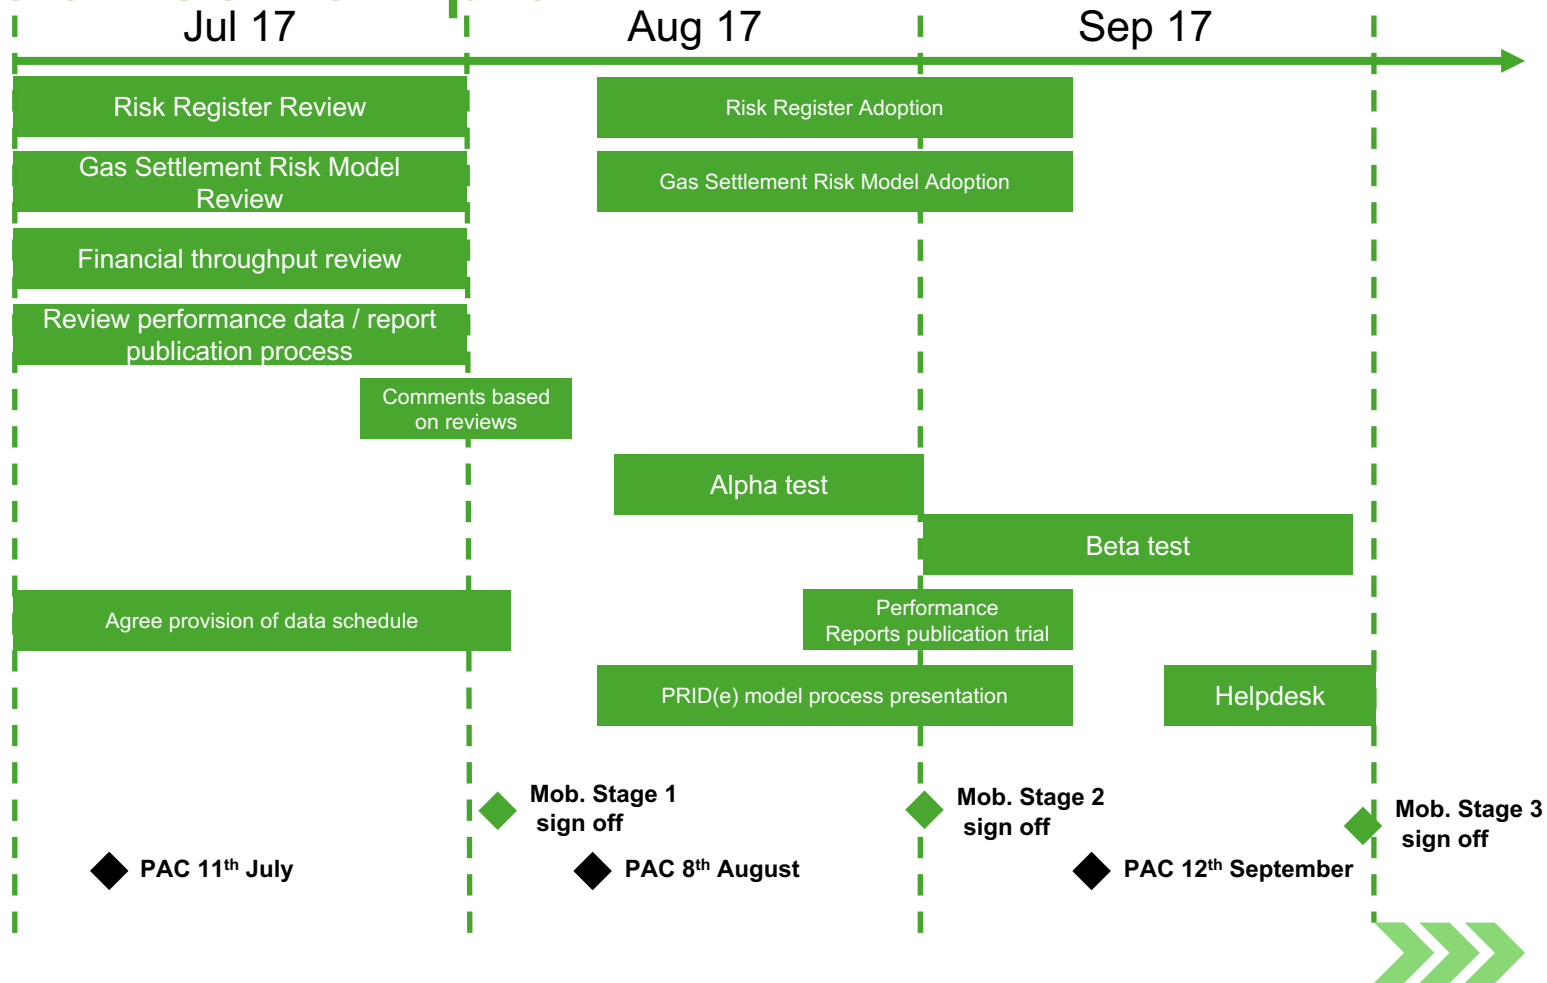 Jul 17
Aug 17
Sep 17
Risk Register Review
Risk Register Adoption
Gas Settlement Risk Model
Review
Gas Settlement Risk Model Adoption
Financial throughput review
Review performance data / report
publication process
Comments based
on reviews
Alpha test
Beta test
Agree provision of data schedule
Performance
Reports publication trial
PRID(e) model process presentation
Helpdesk
Mob. Stage 1
sign off
Mob. Stage 2
sign off
Mob. Stage 3
sign off
PAC 11th July
PAC 8th August
PAC 12th September